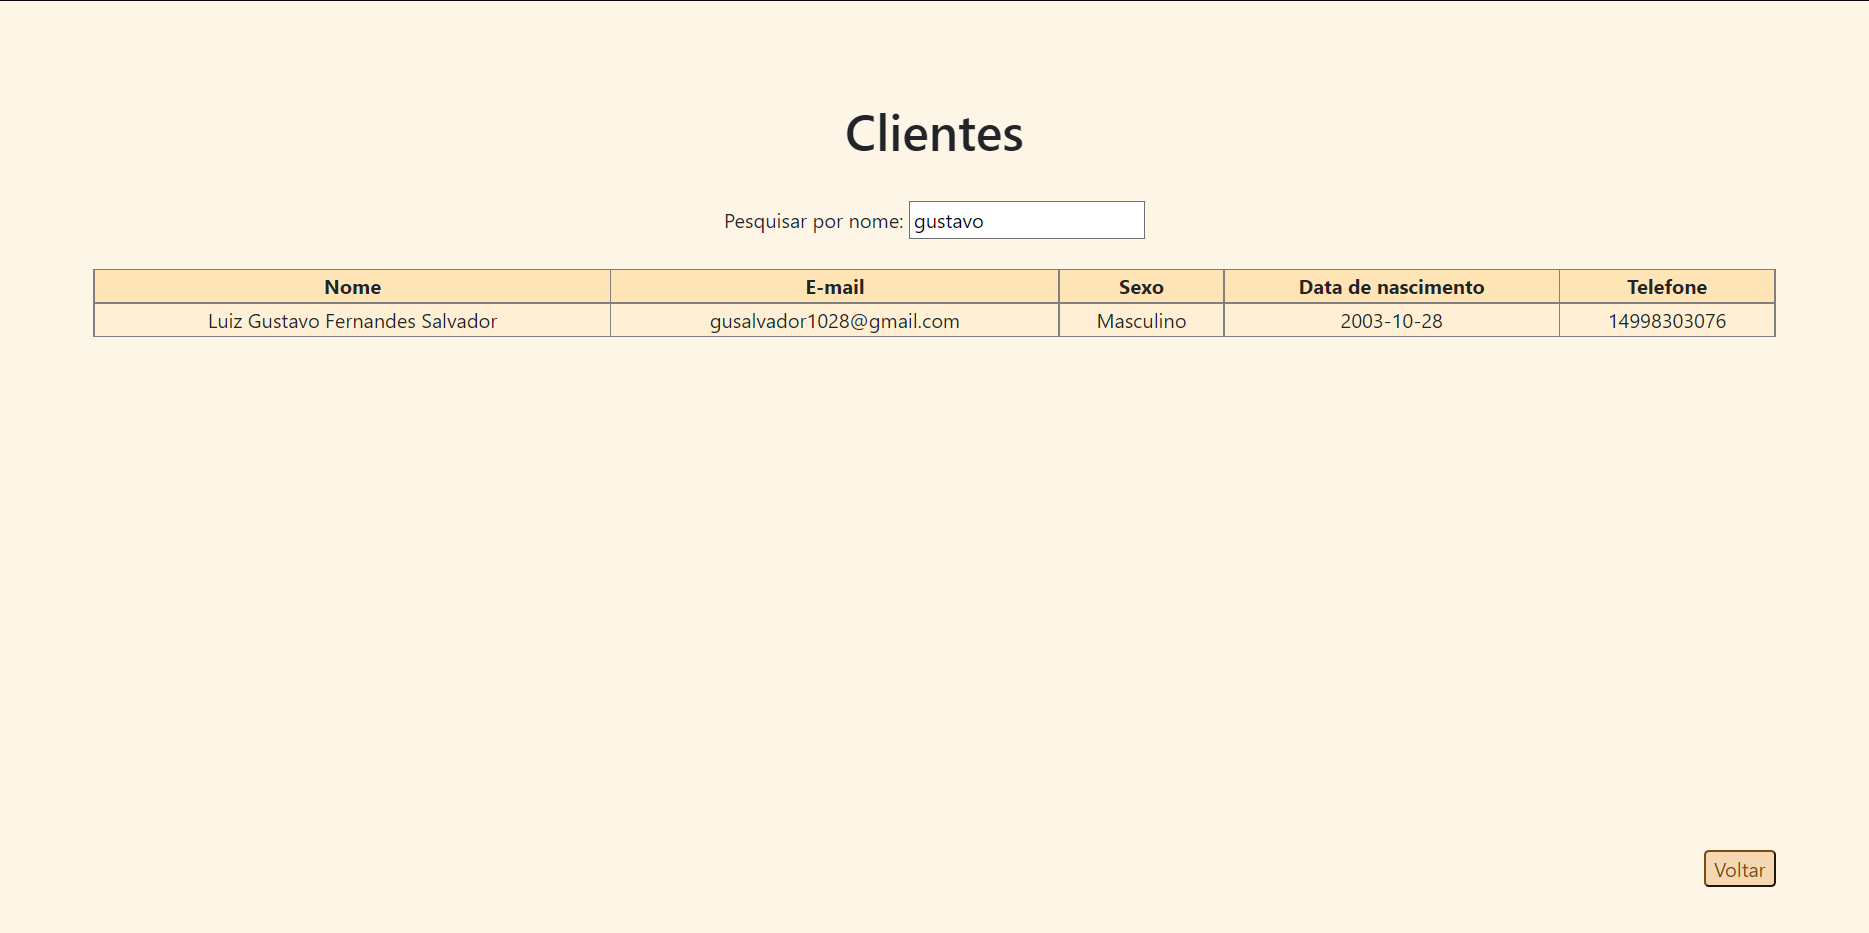 Clientes
Pesquisar por nome: gustavo
Nome E-mail Sexo Data de nascimento Telefone
Luiz Gustavo Fernandes Salvador gusalvador1028@gmail.com Masculino 2003-10-28 14998303076
Voltar